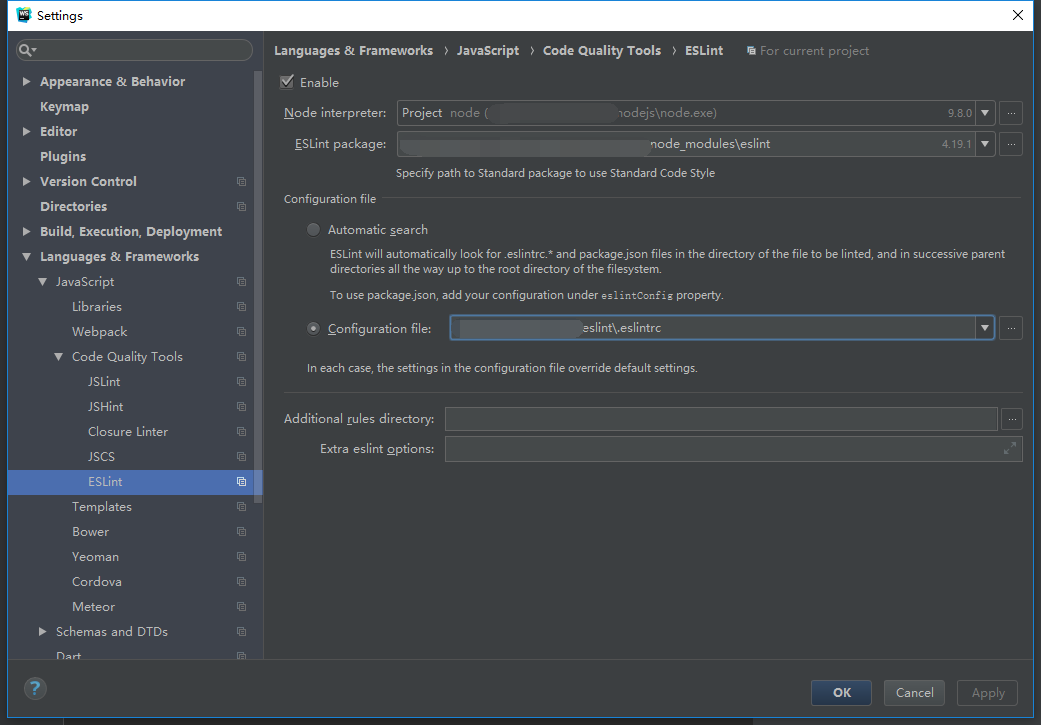 WS Settings
Languages & Frameworks › JavaScript › Code Quality Tools › ESLint For current project
Appearance & Behavior
Keymap
Editor
Plugins
Version Control
Directories
Build, Execution, Deployment
Languages & Frameworks
JavaScript
Libraries
Webpack
Code Quality Tools
JSLint
JSHint
Closure Linter
JSCS
ESLint
Templates
Bower
Yeoman
Cordova
Meteor
Schemas and DTDs
Dart
Enable
Node interpreter: Project node ( nodejs\node.exe) 9.8.0 ...
ESLint package: node_modules\eslint 4.19.1 ...
Specify path to Standard package to use Standard Code Style
Configuration file
Automatic search
ESLint will automatically look for .eslintrc.* and package.json files in the directory of the file to be linted, and in successive parent
directories all the way up to the root directory of the filesystem.
To use package.json, add your configuration under eslintConfig property.
Configuration file: eslint\.eslintrc ...
In each case, the settings in the configuration file override default settings.
Additional rules directory: ...
Extra eslint options:
?
OK Cancel Apply